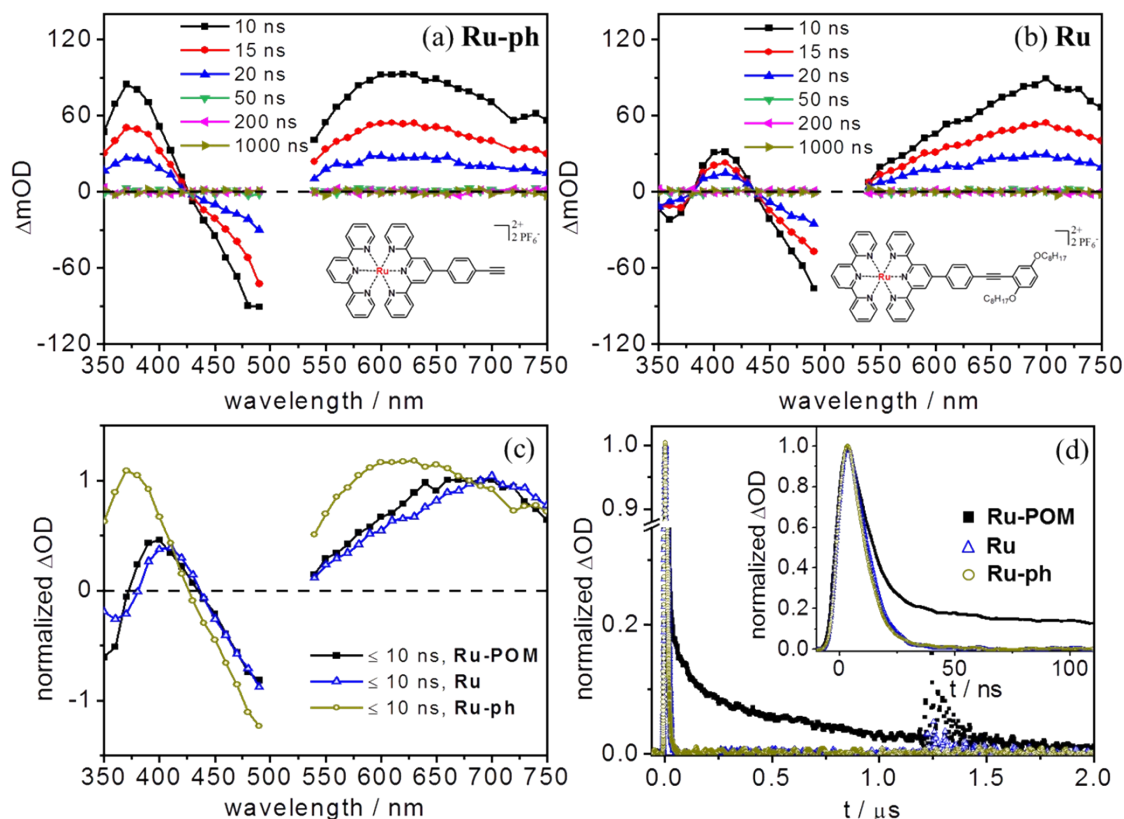 (a) Ru-ph
10 ns
15 ns
20 ns
50 ns
200 ns
1000 ns
120
60
0
-60
-120
ΔmOD
350 400 450 500 550 600 650 700 750
wavelength / nm
N
N
N
N
N
N
Ru
2+
2 PF6-
(b) Ru
10 ns
15 ns
20 ns
50 ns
200 ns
1000 ns
120
60
0
-60
-120
ΔmOD
350 400 450 500 550 600 650 700 750
wavelength / nm
N
N
N
N
N
N
Ru
2+
2 PF6-
OC8H17
C8H17O
(c)
1
0
-1
normalized ΔOD
≤ 10 ns, Ru-POM
≤ 10 ns, Ru
≤ 10 ns, Ru-ph
350 400 450 500 550 600 650 700 750
wavelength / nm
(d)
1.0
0.9
0.2
0.0
normalized ΔOD
0.0 0.5 1.0 1.5 2.0
t / μs
1.0
0.8
0.6
0.4
0.2
0.0
normalized ΔOD
Ru-POM
Ru
Ru-ph
0 50 100
t / ns